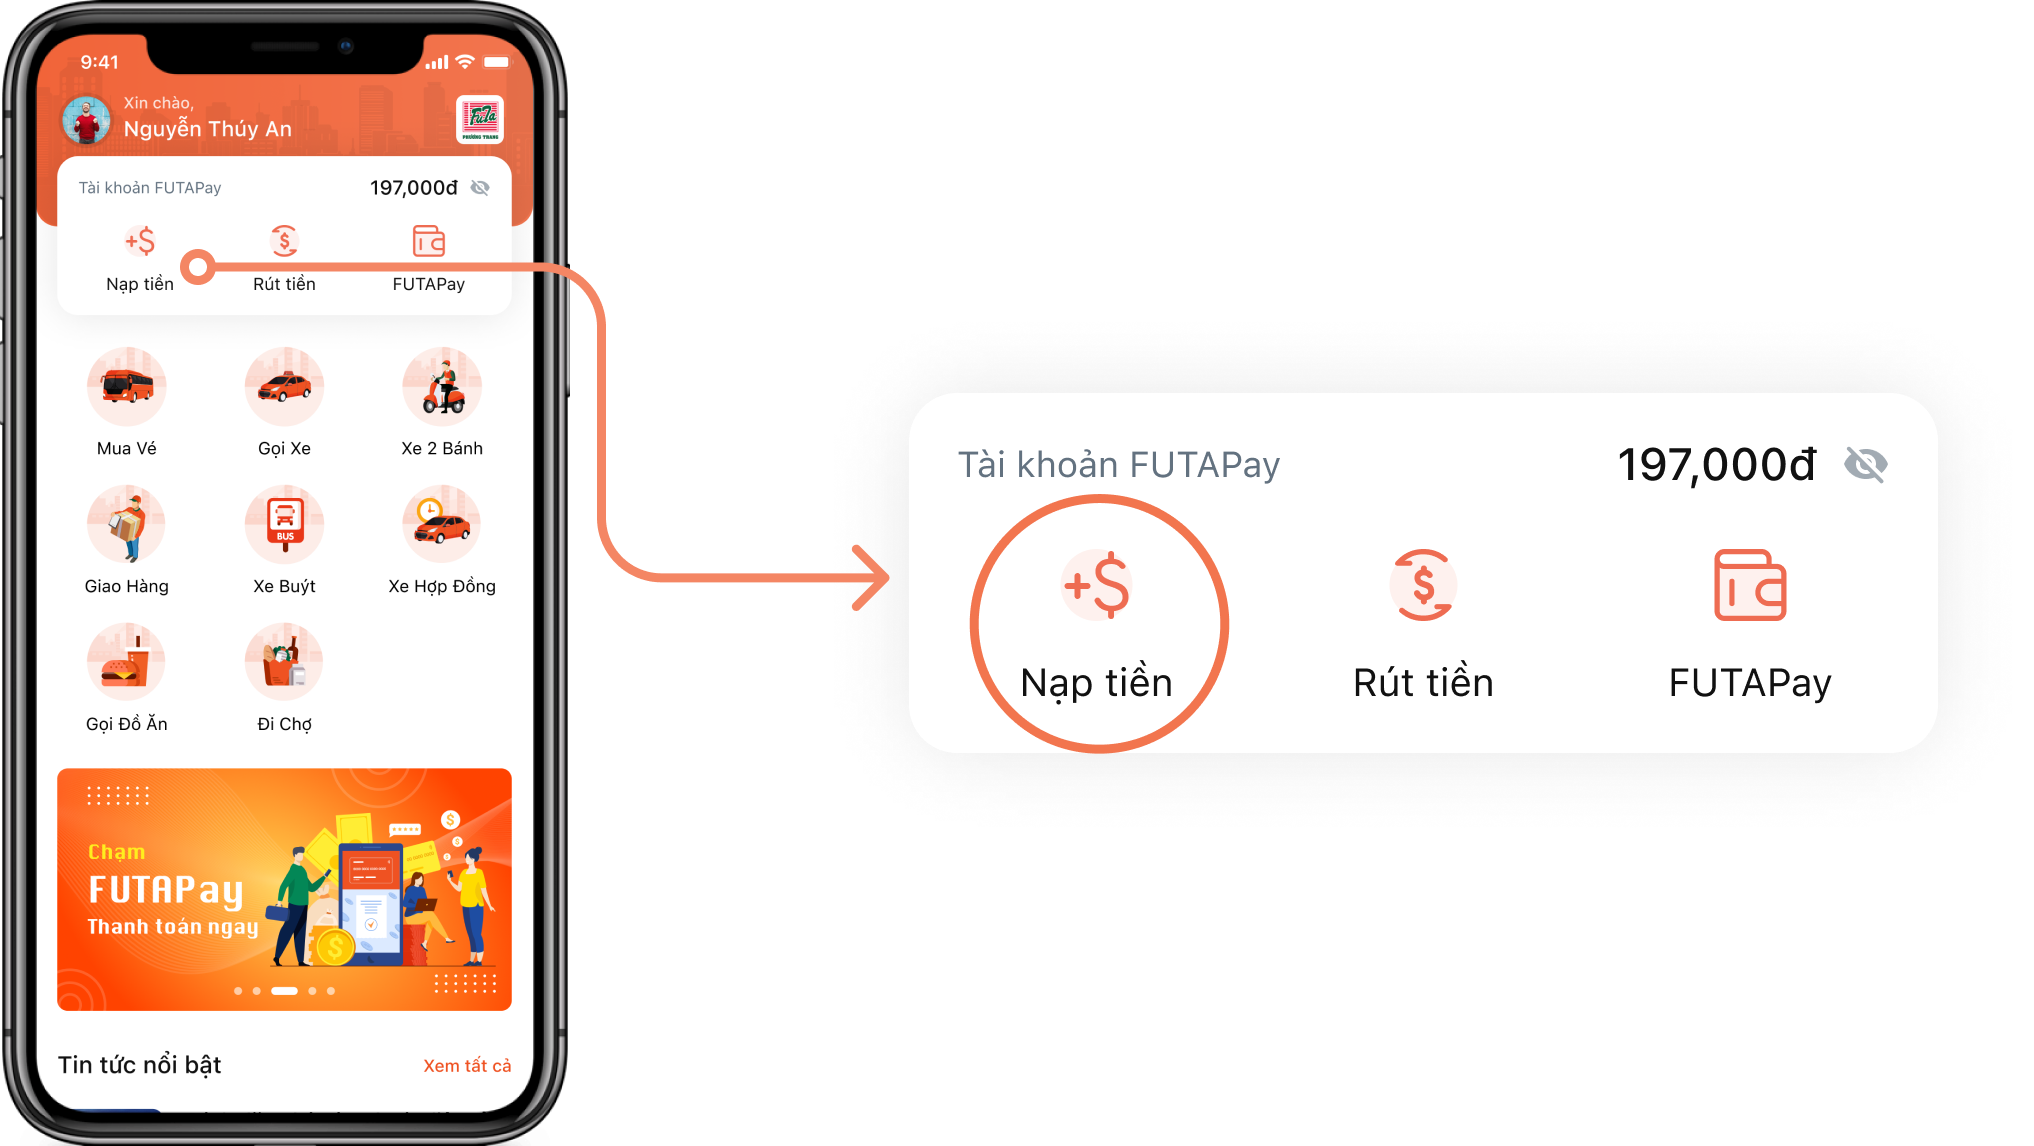 9:41
Xin chào,
Nguyễn Thúy An
FuTa
PHƯƠNG TRANG
Tài khoản FUTAPay
197,000đ
+$
Nạp tiền
$
Rút tiền
FUTAPay
Mua Vé
Gọi Xe
Xe 2 Bánh
BUS
Giao Hàng
Xe Buýt
Xe Hợp Đồng
Gọi Đồ Ăn
Đi Chợ
Chạm
FUTAPay
Thanh toán ngay
Tin tức nổi bật
Xem tất cả
Tài khoản FUTAPay
197,000đ
+$
Nạp tiền
$
Rút tiền
FUTAPay